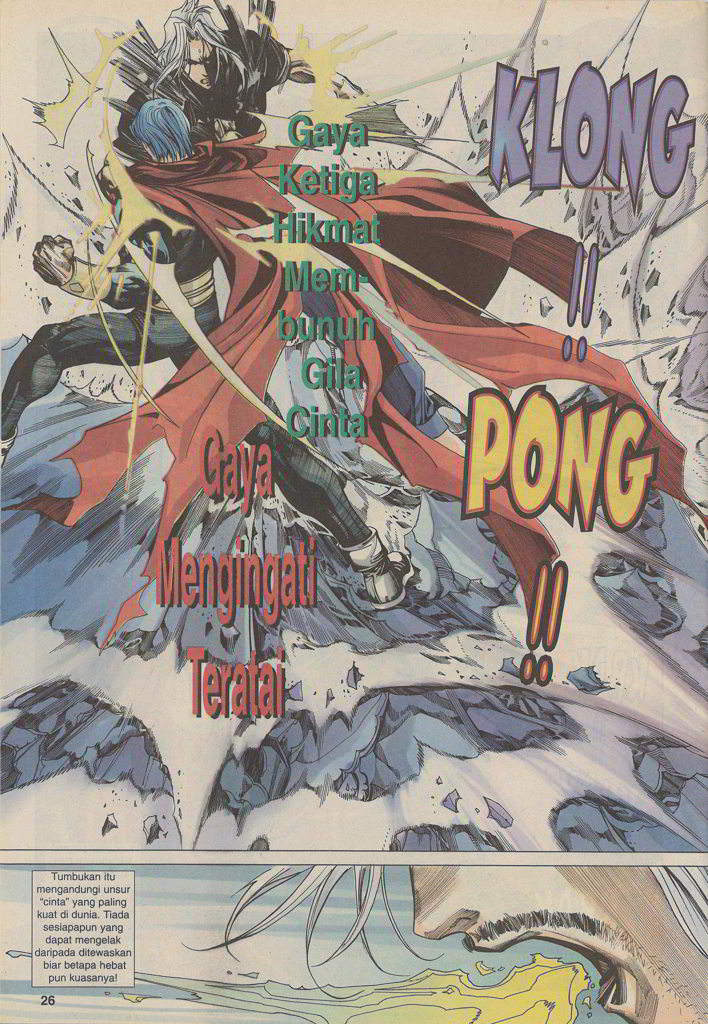 KLONG
!!
Gaya
Ketiga
Hikmat
Mem-
bunuh
Gila
Cinta
PONG
!!
Gaya
Mengingati
Teratai
Tumbukan itu
mengandungi unsur
“cinta” yang paling
kuat di dunia. Tiada
sesiapapun yang
dapat mengelak
daripada ditewaskan
biar betapa hebat
pun kuasanya!
26